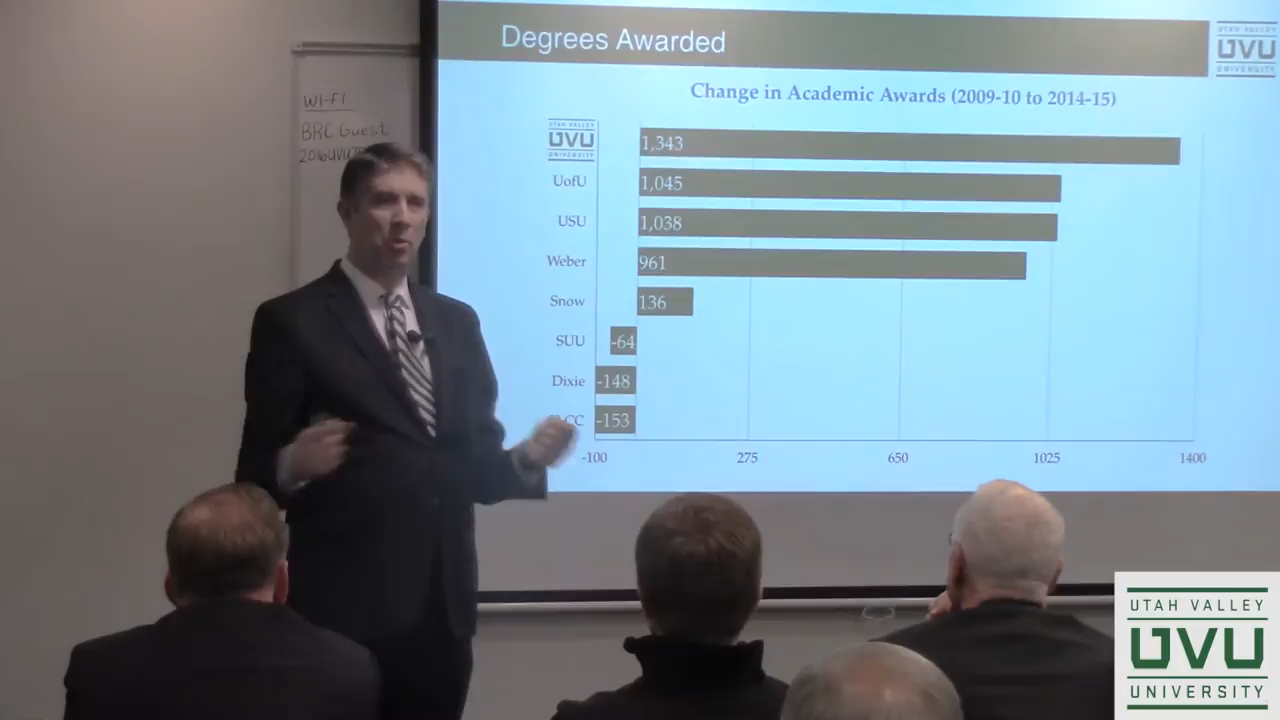 Degrees Awarded
UTAH VALLEY
UVU
UNIVERSITY
Change in Academic Awards (2009-10 to 2014-15)
WI-FI
BRC Guest
UTAH VALLEY
UVU
UNIVERSITY
1,343
UofU
1,045
USU
1,038
Weber
961
Snow
136
SUU
-64
Dixie
-148
-153
-100
275
650
1025
1400
UTAH VALLEY
UVU
UNIVERSITY